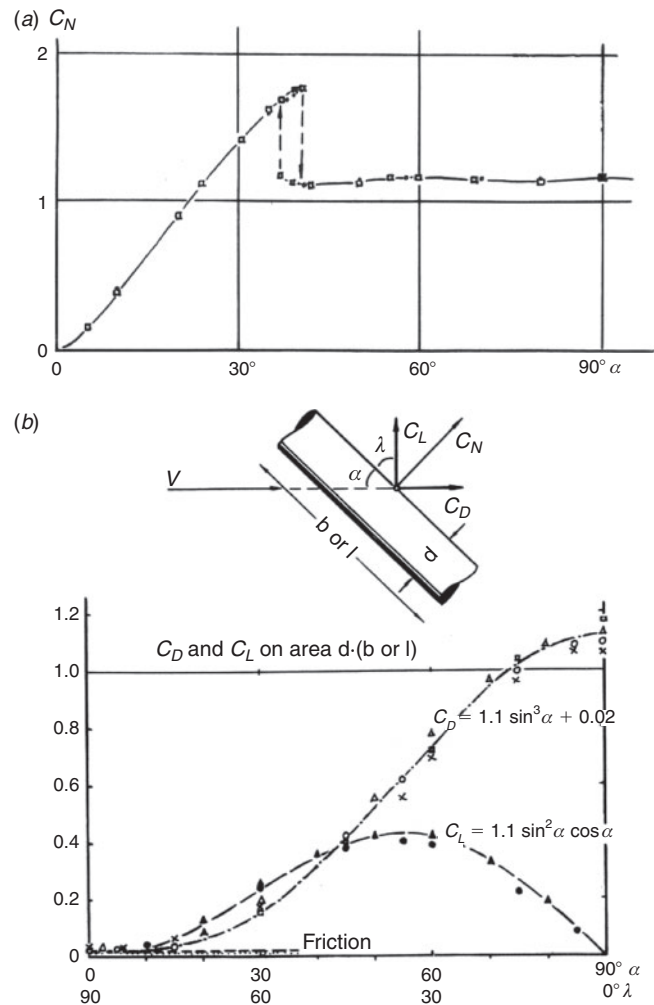 (a) C_N
2
1
0
0 30° 60° 90° α
(b)
C_L
C_N
λ
α
V
C_D
b or l
d
1.2
C_D and C_L on area d·(b or l)
1.0
C_D = 1.1 sin³α + 0.02
0.8
0.6
C_L = 1.1 sin²α cosα
0.4
0.2
Friction
0
0 30 60 90° α
90 60 30 0° λ